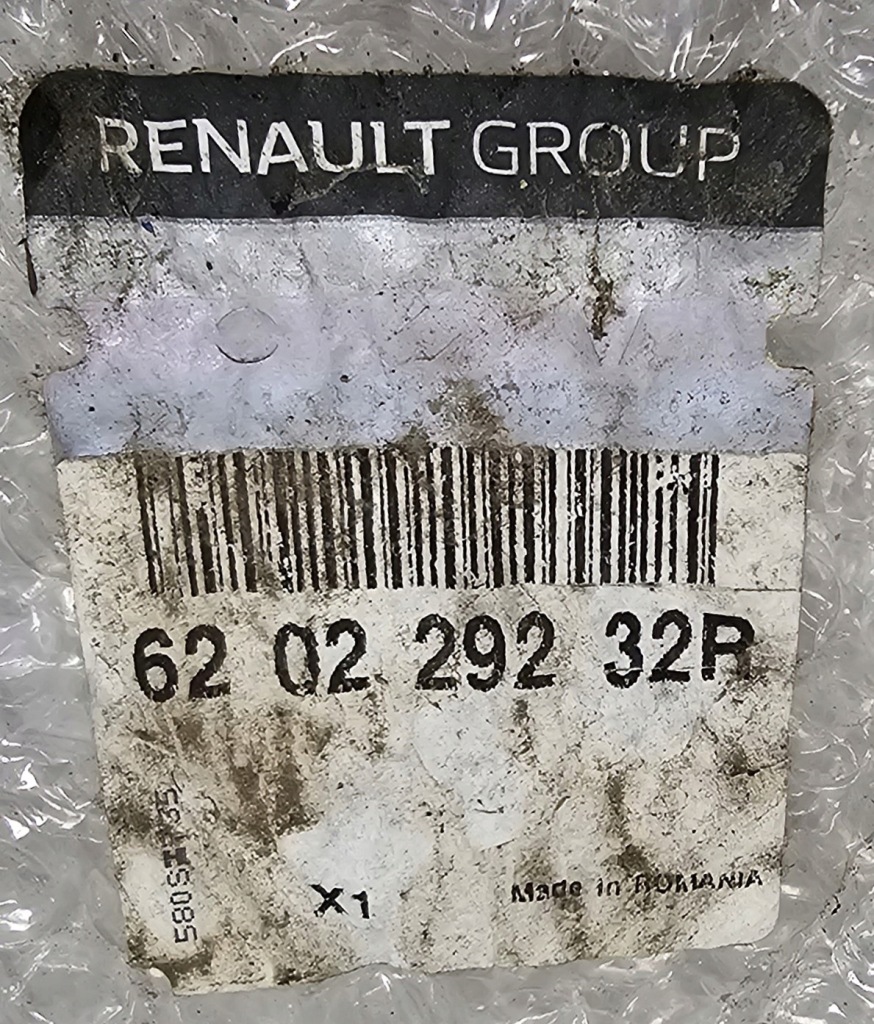 RENAULT GROUP
62 02 292 32R
X1
Made in ROMANIA